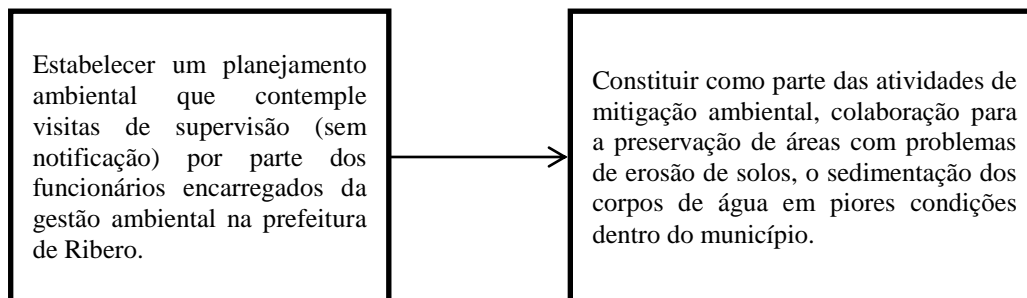 Estabelecer um planejamento
ambiental que contemple
visitas de supervisão (sem
notificação) por parte dos
funcionários encarregados da
gestão ambiental na prefeitura
de Ribero.
Constituir como parte das atividades de
mitigação ambiental, colaboração para
a preservação de áreas com problemas
de erosão de solos, o sedimentação dos
corpos de água em piores condições
dentro do município.